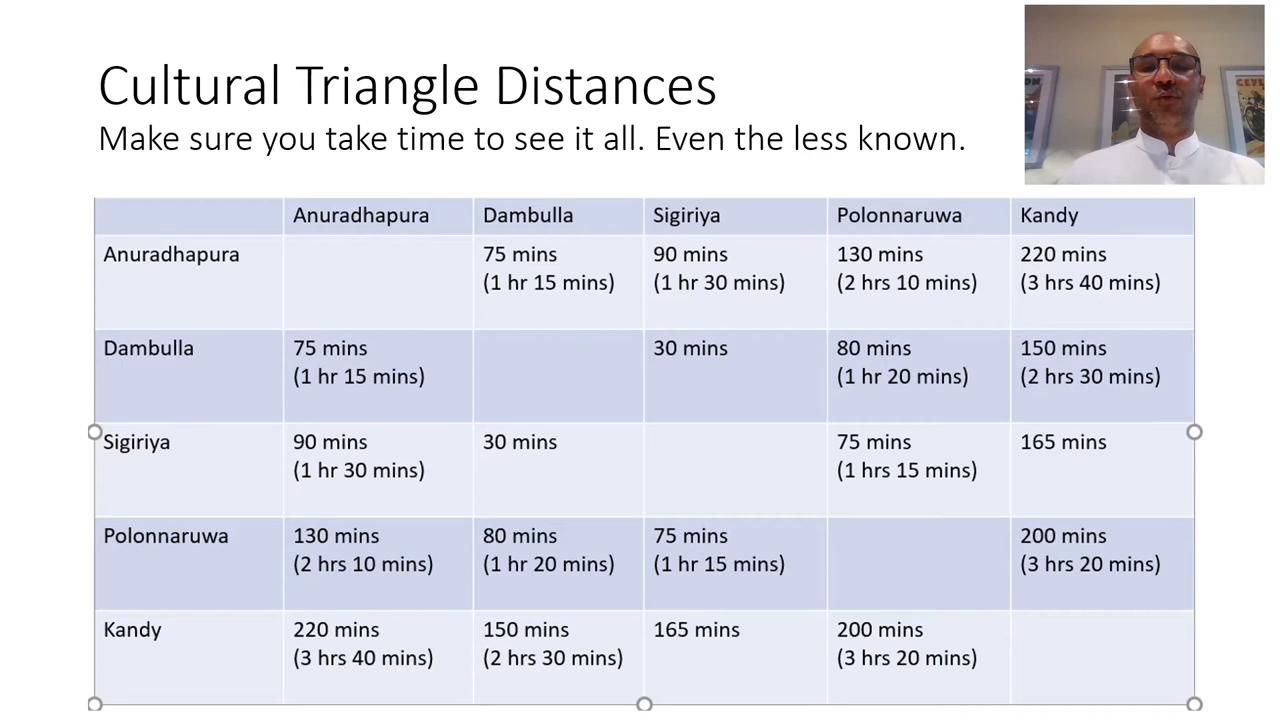 Cultural Triangle Distances
Make sure you take time to see it all. Even the less known.
Anuradhapura Dambulla Sigiriya Polonnaruwa Kandy
Anuradhapura 75 mins 90 mins 130 mins 220 mins
(1 hr 15 mins) (1 hr 30 mins) (2 hrs 10 mins) (3 hrs 40 mins)
Dambulla 75 mins 30 mins 80 mins 150 mins
(1 hr 15 mins) (1 hr 20 mins) (2 hrs 30 mins)
Sigiriya 90 mins 30 mins 75 mins 165 mins
(1 hr 30 mins) (1 hrs 15 mins)
Polonnaruwa 130 mins 80 mins 75 mins 200 mins
(2 hrs 10 mins) (1 hr 20 mins) (1 hr 15 mins) (3 hrs 20 mins)
Kandy 220 mins 150 mins 165 mins 200 mins
(3 hrs 40 mins) (2 hrs 30 mins) (3 hrs 20 mins)